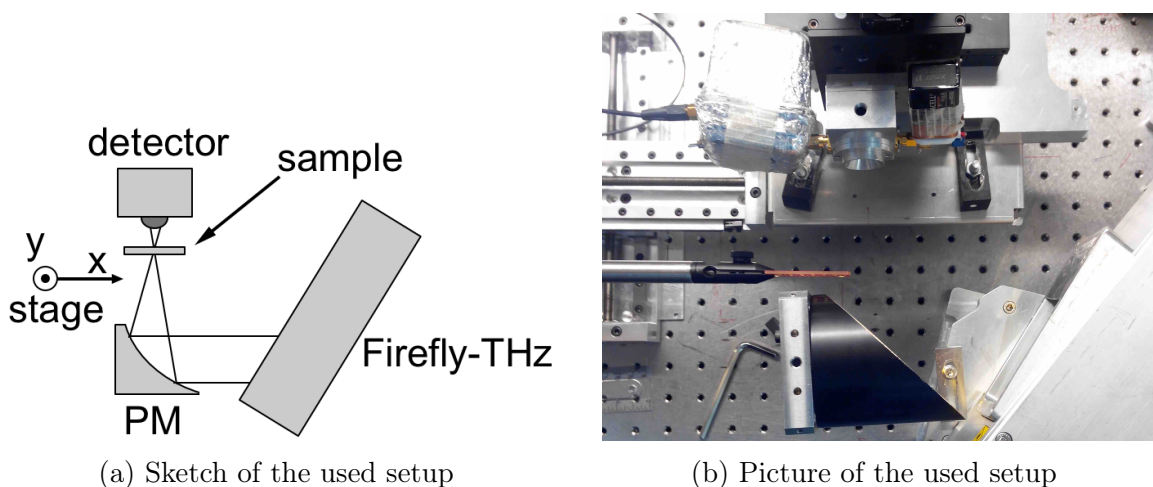 detector
sample
y
x
stage
Firefly-THz
PM
(a) Sketch of the used setup
(b) Picture of the used setup